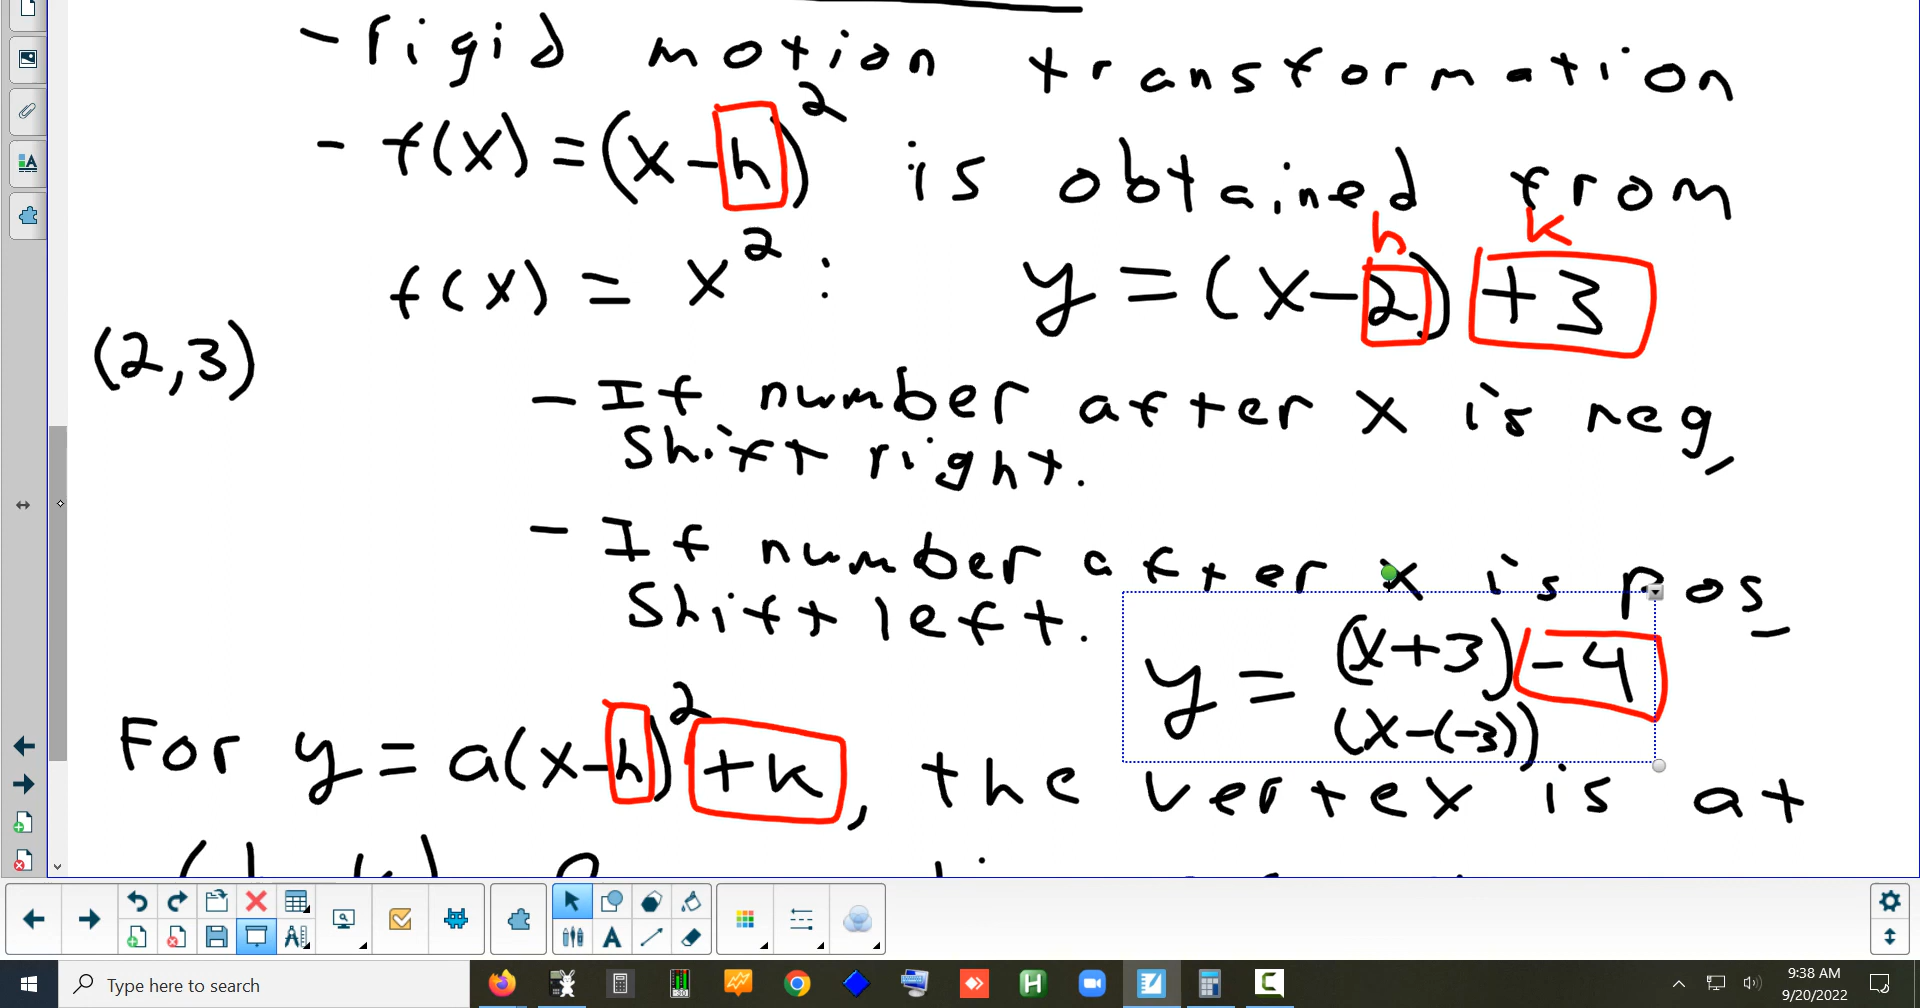 - rigid motion transformation
- f(x) = (x-h)² is obtained from
f(x) = x² :
h k
y = (x-2) +3
(2,3)
- If number after x is neg,
Shift right.
- If number after x is pos,
Shift left.
y = (x+3) -4
(x-(-3))
For y = a(x-h)² +k, the vertex is at
Type here to search
9:38 AM
9/20/2022